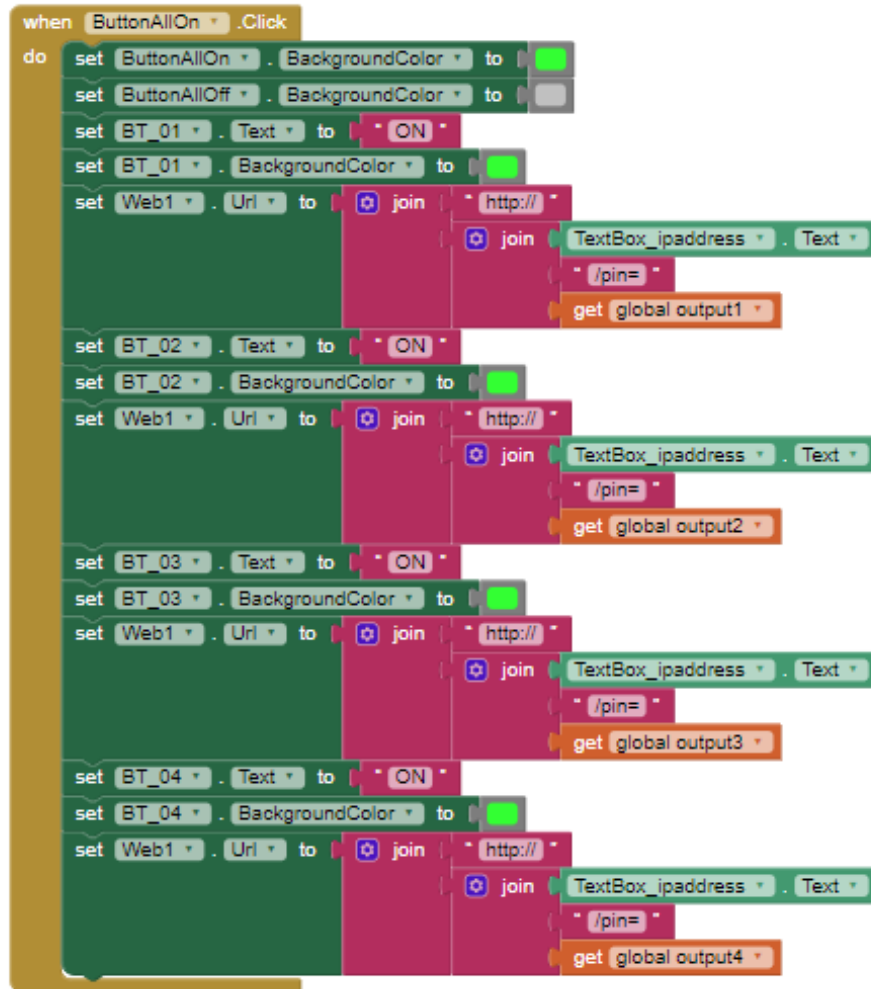 when ButtonAllOn .Click
do set ButtonAllOn . BackgroundColor to
set ButtonAllOff . BackgroundColor to
set BT_01 . Text to " ON "
set BT_01 . BackgroundColor to
set Web1 . Url to join " http:// "
join TextBox_ipaddress . Text
" /pin= "
get global output1
set BT_02 . Text to " ON "
set BT_02 . BackgroundColor to
set Web1 . Url to join " http:// "
join TextBox_ipaddress . Text
" /pin= "
get global output2
set BT_03 . Text to " ON "
set BT_03 . BackgroundColor to
set Web1 . Url to join " http:// "
join TextBox_ipaddress . Text
" /pin= "
get global output3
set BT_04 . Text to " ON "
set BT_04 . BackgroundColor to
set Web1 . Url to join " http:// "
join TextBox_ipaddress . Text
" /pin= "
get global output4